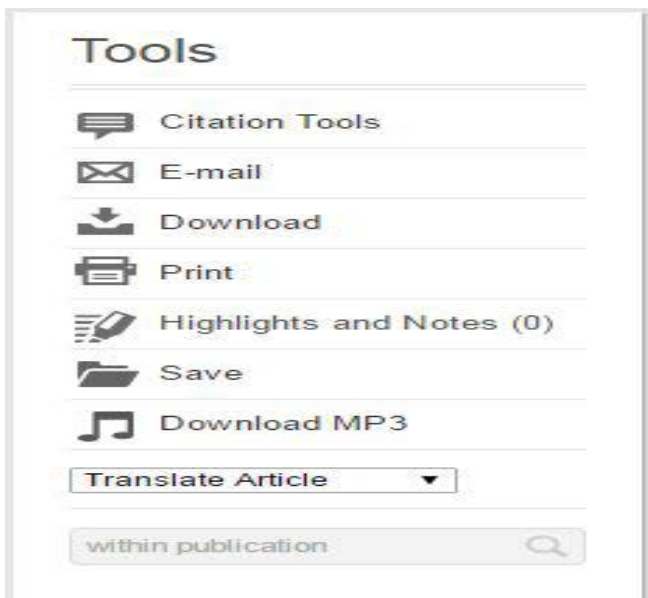 Tools
Citation Tools
E-mail
Download
Print
Highlights and Notes (0)
Save
Download MP3
Translate Article
within publication